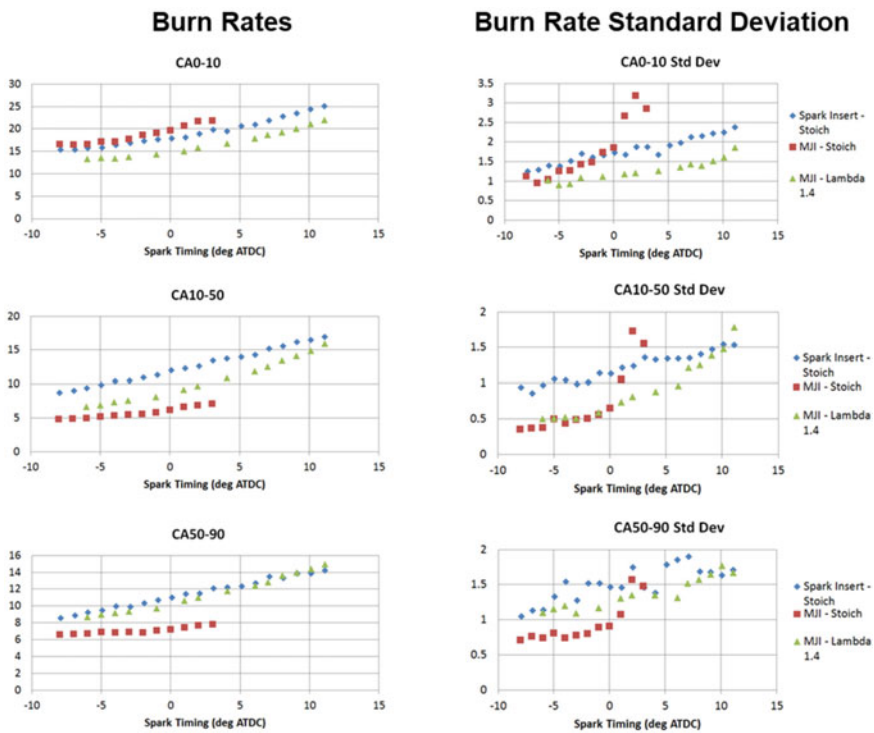 Burn Rates
Burn Rate Standard Deviation
CA0-10
30
25
20
15
10
5
0
-10 -5 0 5 10 15
Spark Timing (deg ATDC)
CA0-10 Std Dev
3.5
3
2.5
2
1.5
1
0.5
0
-10 -5 0 5 10 15
Spark Timing (deg ATDC)
Spark Insert -
Stoich
MJI - Stoich
MJI - Lambda
1.4
CA10-50
20
15
10
5
0
-10 -5 0 5 10 15
Spark Timing (deg ATDC)
CA10-50 Std Dev
2
1.5
1
0.5
0
-10 -5 0 5 10 15
Spark Timing (deg ATDC)
Spark Insert -
Stoich
MJI - Stoich
MJI - Lambda
1.4
CA50-90
16
14
12
10
8
6
4
2
0
-10 -5 0 5 10 15
Spark Timing (deg ATDC)
CA50-90 Std Dev
2
1.5
1
0.5
0
-10 -5 0 5 10 15
Spark Timing (deg ATDC)
Spark Insert -
Stoich
MJI - Stoich
MJI - Lambda
1.4